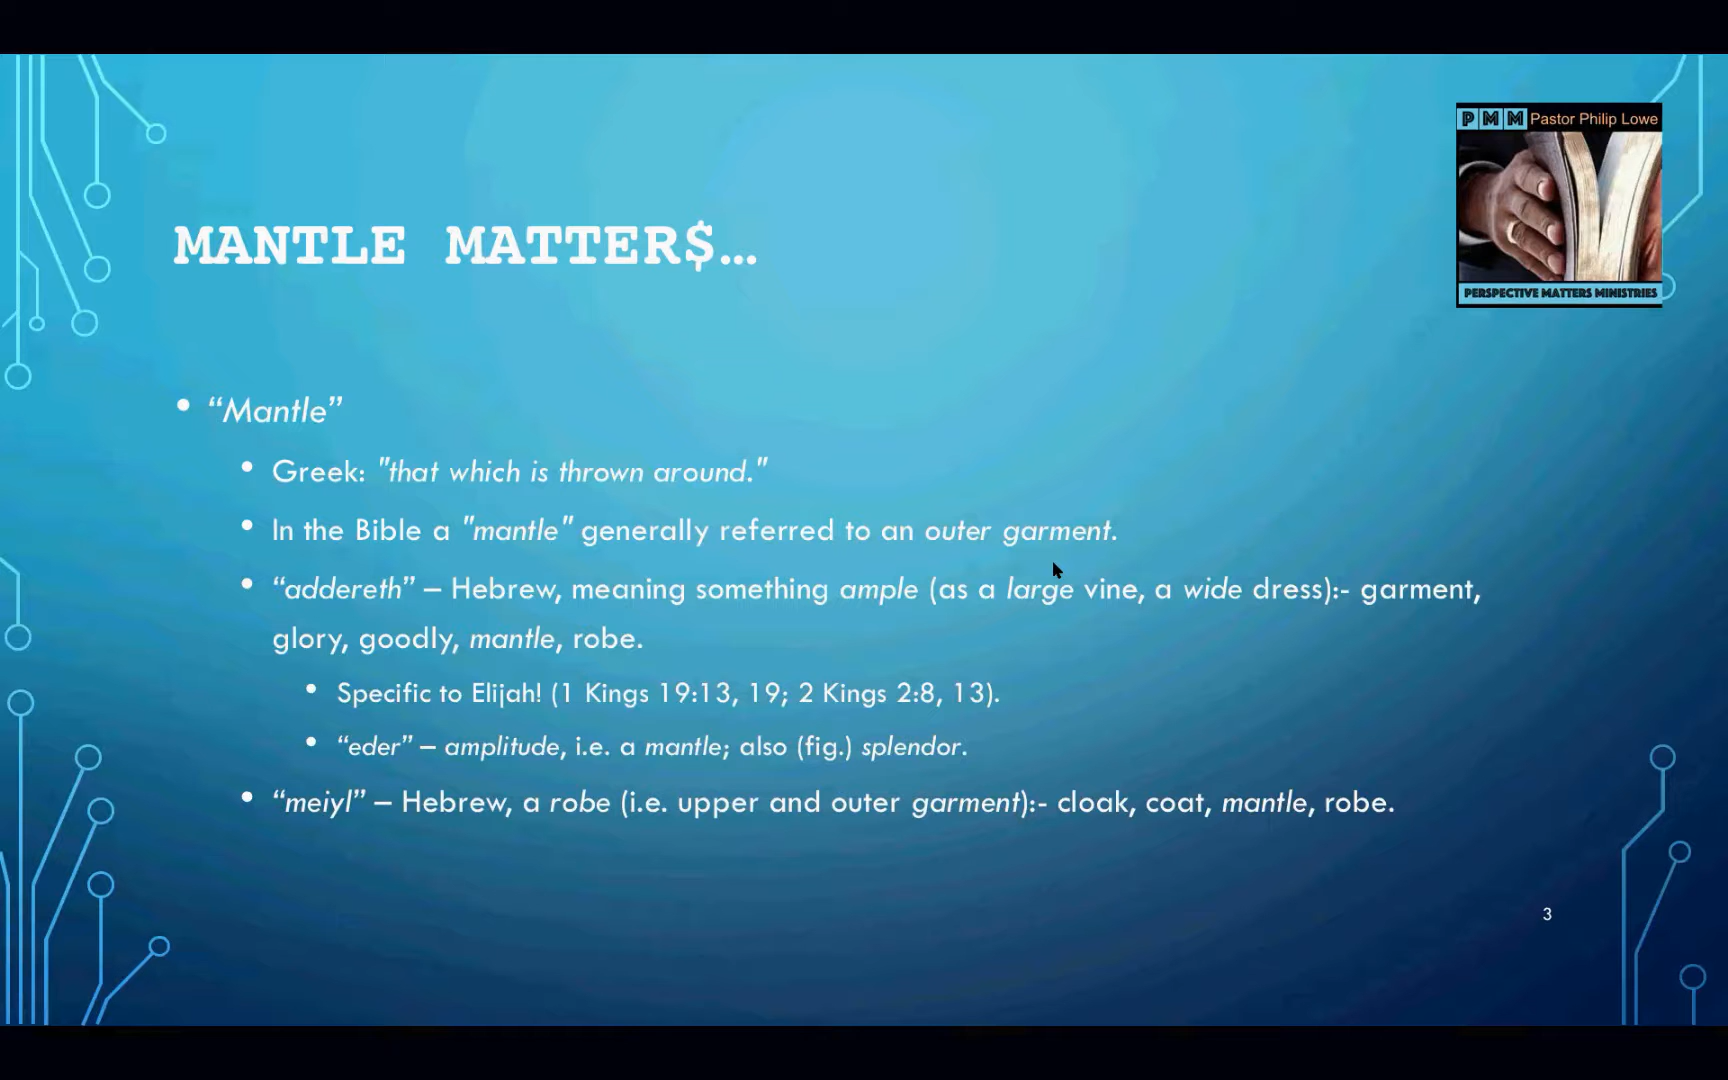 PMM Pastor Philip Lowe
PERSPECTIVE MATTERS MINISTRIES
MANTLE MATTER$...
• “Mantle”
• Greek: "that which is thrown around."
• In the Bible a "mantle" generally referred to an outer garment.
• “addereth” – Hebrew, meaning something ample (as a large vine, a wide dress):- garment,
glory, goodly, mantle, robe.
• Specific to Elijah! (1 Kings 19:13, 19; 2 Kings 2:8, 13).
• “eder” – amplitude, i.e. a mantle; also (fig.) splendor.
• “meiyl” – Hebrew, a robe (i.e. upper and outer garment):- cloak, coat, mantle, robe.
3